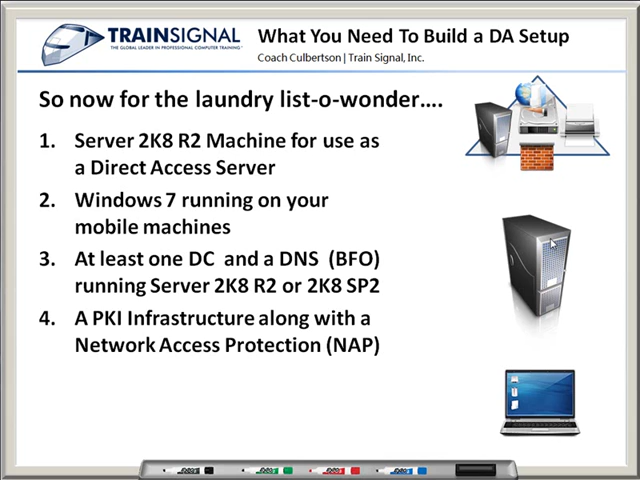 TRAINSIGNAL
THE GLOBAL LEADER IN PROFESSIONAL COMPUTER TRAINING
What You Need To Build a DA Setup
Coach Culbertson | Train Signal, Inc.
So now for the laundry list-o-wonder....
1. Server 2K8 R2 Machine for use as
a Direct Access Server
2. Windows 7 running on your
mobile machines
3. At least one DC and a DNS (BFO)
running Server 2K8 R2 or 2K8 SP2
4. A PKI Infrastructure along with a
Network Access Protection (NAP)